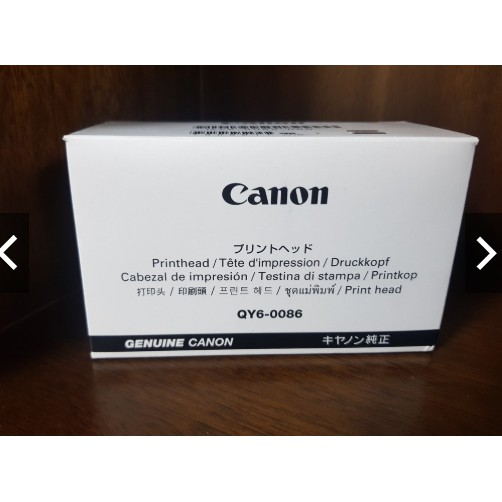 Canon
プリントヘッド
Printhead / Tête d'impression / Druckkopf
Cabezal de impresión / Testina di stampa / Printkop
打印头 / 印刷頭 / 프린트 헤드 / ชุดแม่พิมพ์ / Print head
QY6-0086
GENUINE CANON
キヤノン純正